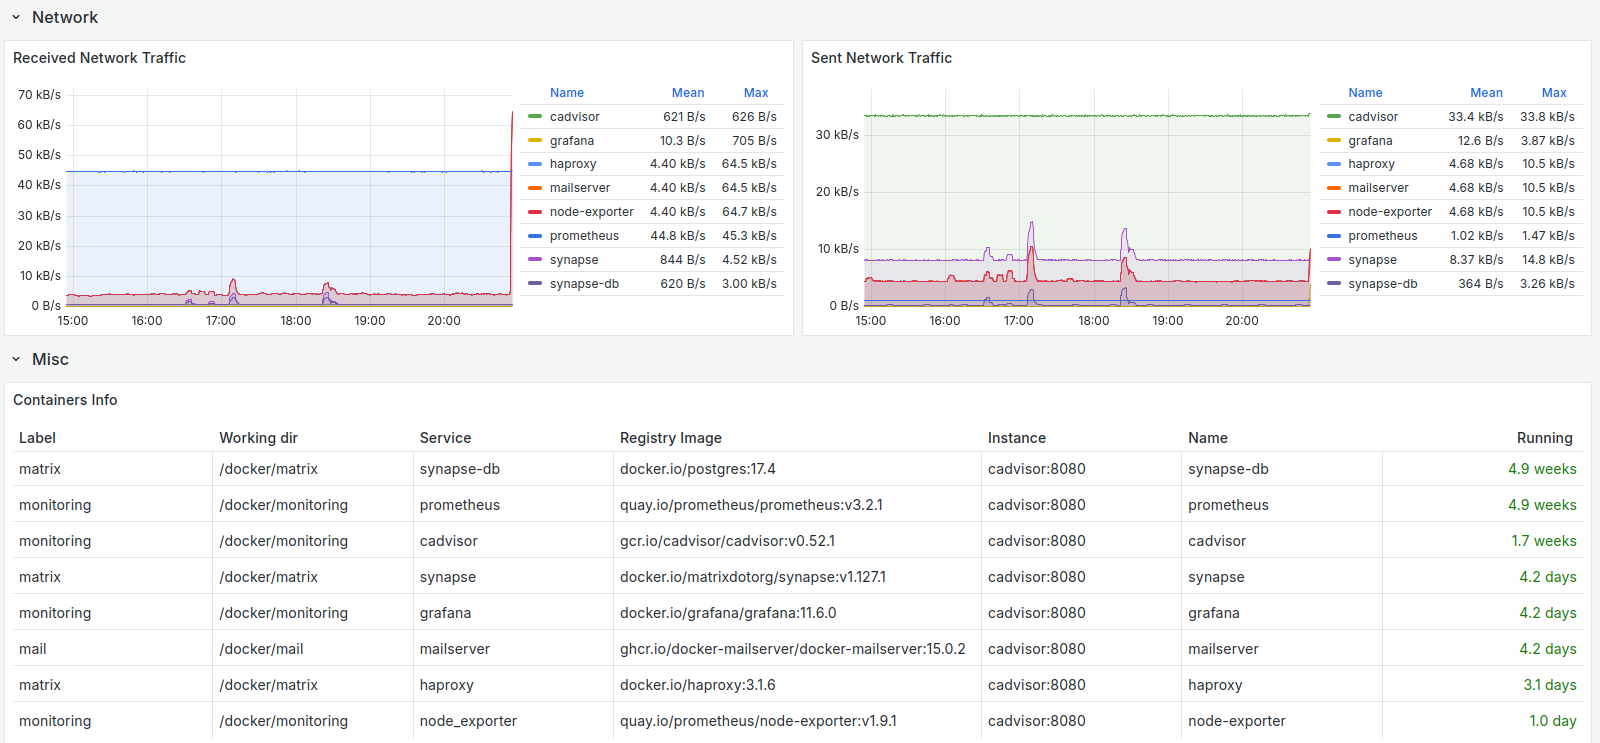 Network
Received Network Traffic
70 kB/s
60 kB/s
50 kB/s
40 kB/s
30 kB/s
20 kB/s
10 kB/s
0 B/s
15:00 16:00 17:00 18:00 19:00 20:00
Name Mean Max
cadvisor 621 B/s 626 B/s
grafana 10.3 B/s 705 B/s
haproxy 4.40 kB/s 64.5 kB/s
mailserver 4.40 kB/s 64.5 kB/s
node-exporter 4.40 kB/s 64.7 kB/s
prometheus 44.8 kB/s 45.3 kB/s
synapse 844 B/s 4.52 kB/s
synapse-db 620 B/s 3.00 kB/s
Sent Network Traffic
30 kB/s
20 kB/s
10 kB/s
0 B/s
15:00 16:00 17:00 18:00 19:00 20:00
Name Mean Max
cadvisor 33.4 kB/s 33.8 kB/s
grafana 12.6 B/s 3.87 kB/s
haproxy 4.68 kB/s 10.5 kB/s
mailserver 4.68 kB/s 10.5 kB/s
node-exporter 4.68 kB/s 10.5 kB/s
prometheus 1.02 kB/s 1.47 kB/s
synapse 8.37 kB/s 14.8 kB/s
synapse-db 364 B/s 3.26 kB/s
Misc
Containers Info
Label Working dir Service Registry Image Instance Name Running
matrix /docker/matrix synapse-db docker.io/postgres:17.4 cadvisor:8080 synapse-db 4.9 weeks
monitoring /docker/monitoring prometheus quay.io/prometheus/prometheus:v3.2.1 cadvisor:8080 prometheus 4.9 weeks
monitoring /docker/monitoring cadvisor gcr.io/cadvisor/cadvisor:v0.52.1 cadvisor:8080 cadvisor 1.7 weeks
matrix /docker/matrix synapse docker.io/matrixdotorg/synapse:v1.127.1 cadvisor:8080 synapse 4.2 days
monitoring /docker/monitoring grafana docker.io/grafana/grafana:11.6.0 cadvisor:8080 grafana 4.2 days
mail /docker/mail mailserver ghcr.io/docker-mailserver/docker-mailserver:15.0.2 cadvisor:8080 mailserver 4.2 days
matrix /docker/matrix haproxy docker.io/haproxy:3.1.6 cadvisor:8080 haproxy 3.1 days
monitoring /docker/monitoring node_exporter quay.io/prometheus/node-exporter:v1.9.1 cadvisor:8080 node-exporter 1.0 day